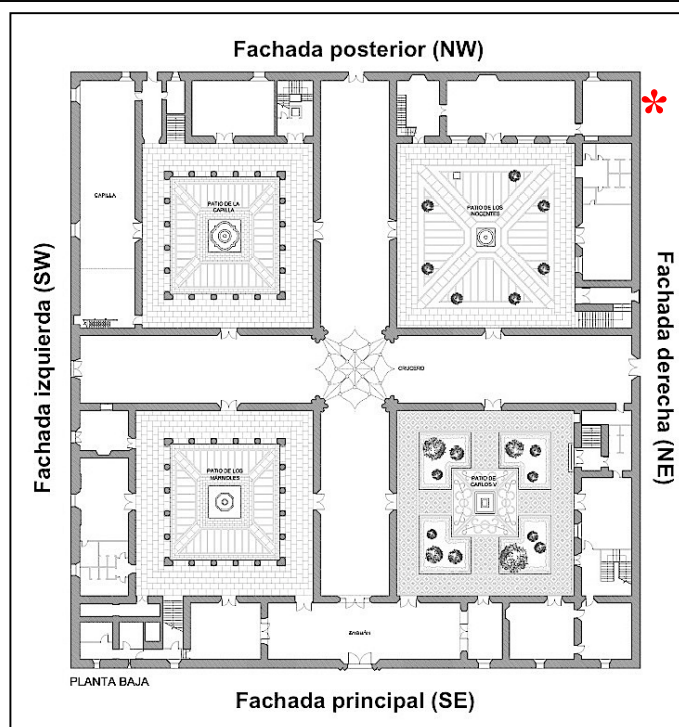 Fachada posterior (NW)
CAPILLA
PATIO DE LA
CAPILLA
PATIO DE LOS
INOCENTES
Fachada izquierda (SW)
Fachada derecha (NE)
CRUCERO
PATIO DE LOS
MÁRMOLES
PATIO DE
CARLOS V
ZAGUÁN
PLANTA BAJA
Fachada principal (SE)